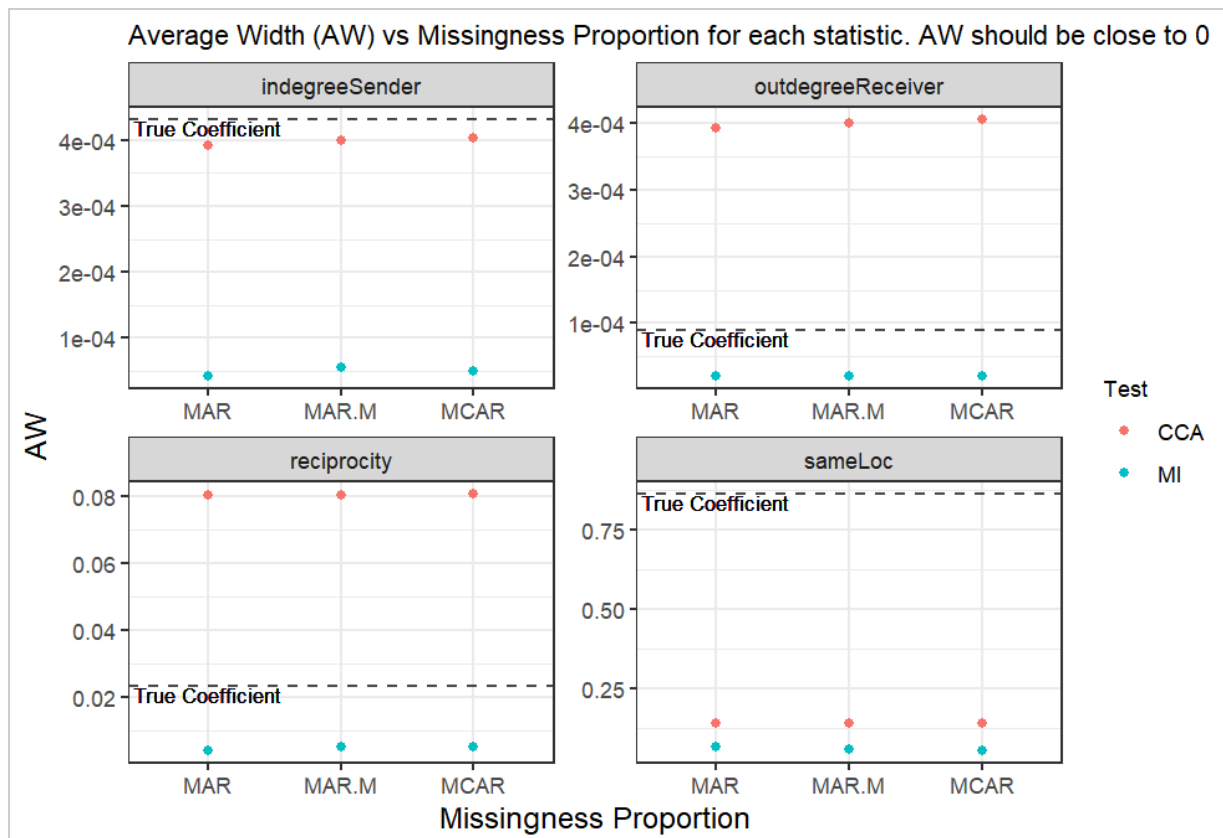 Average Width (AW) vs Missingness Proportion for each statistic. AW should be close to 0
indegreeSender
True Coefficient
4e-04
3e-04
2e-04
1e-04
MAR MAR.M MCAR
outdegreeReceiver
4e-04
3e-04
2e-04
1e-04
True Coefficient
MAR MAR.M MCAR
reciprocity
0.08
0.06
0.04
0.02
True Coefficient
MAR MAR.M MCAR
sameLoc
True Coefficient
0.75
0.50
0.25
MAR MAR.M MCAR
AW
Missingness Proportion
Test
CCA
MI